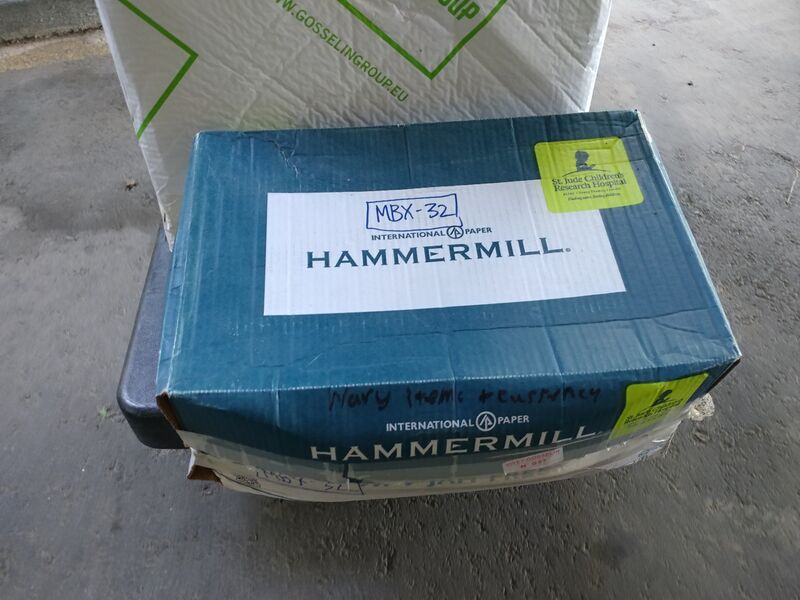 WWW.GOSSELINGROUP.EU
UP
St. Jude Children's
Research Hospital
MBX-32
INTERNATIONAL PAPER
HAMMERMILL®
Navy Items + currency
INTERNATIONAL PAPER
HAMMERMILL